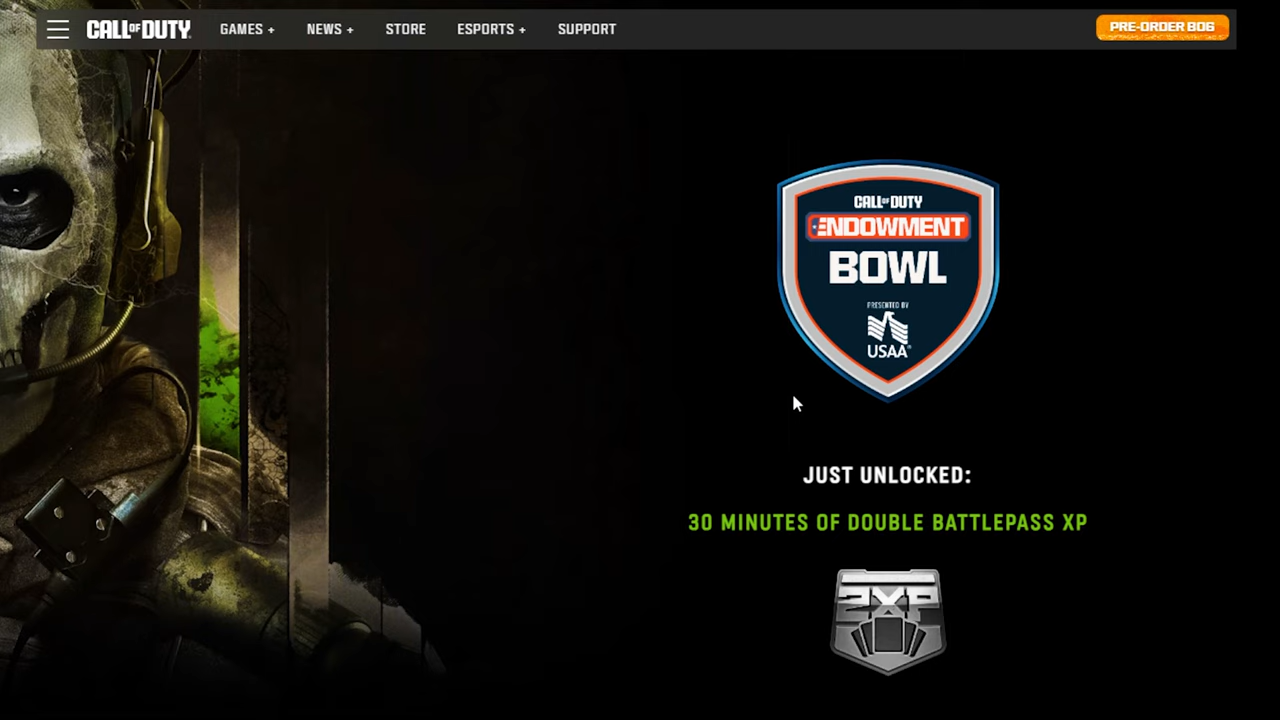 CALL OF DUTY
GAMES +
NEWS +
STORE
ESPORTS +
SUPPORT
PRE-ORDER BO6
CALL OF DUTY
ENDOWMENT
BOWL
PRESENTED BY
USAA®
JUST UNLOCKED:
30 MINUTES OF DOUBLE BATTLEPASS XP
2XP